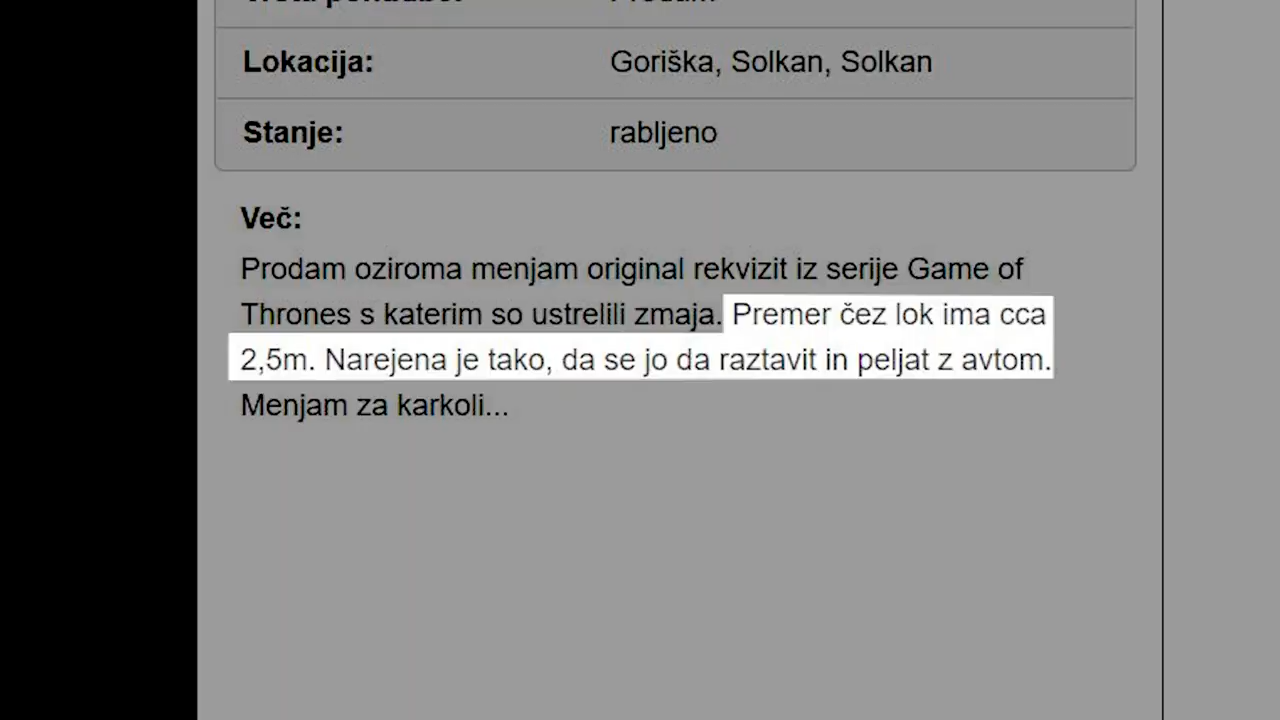 Lokacija: Goriška, Solkan, Solkan
Stanje: rabljeno
Več:
Prodam oziroma menjam original rekvizit iz serije Game of
Thrones s katerim so ustrelili zmaja. Premer čez lok ima cca
2,5m. Narejena je tako, da se jo da raztavit in peljat z avtom.
Menjam za karkoli...